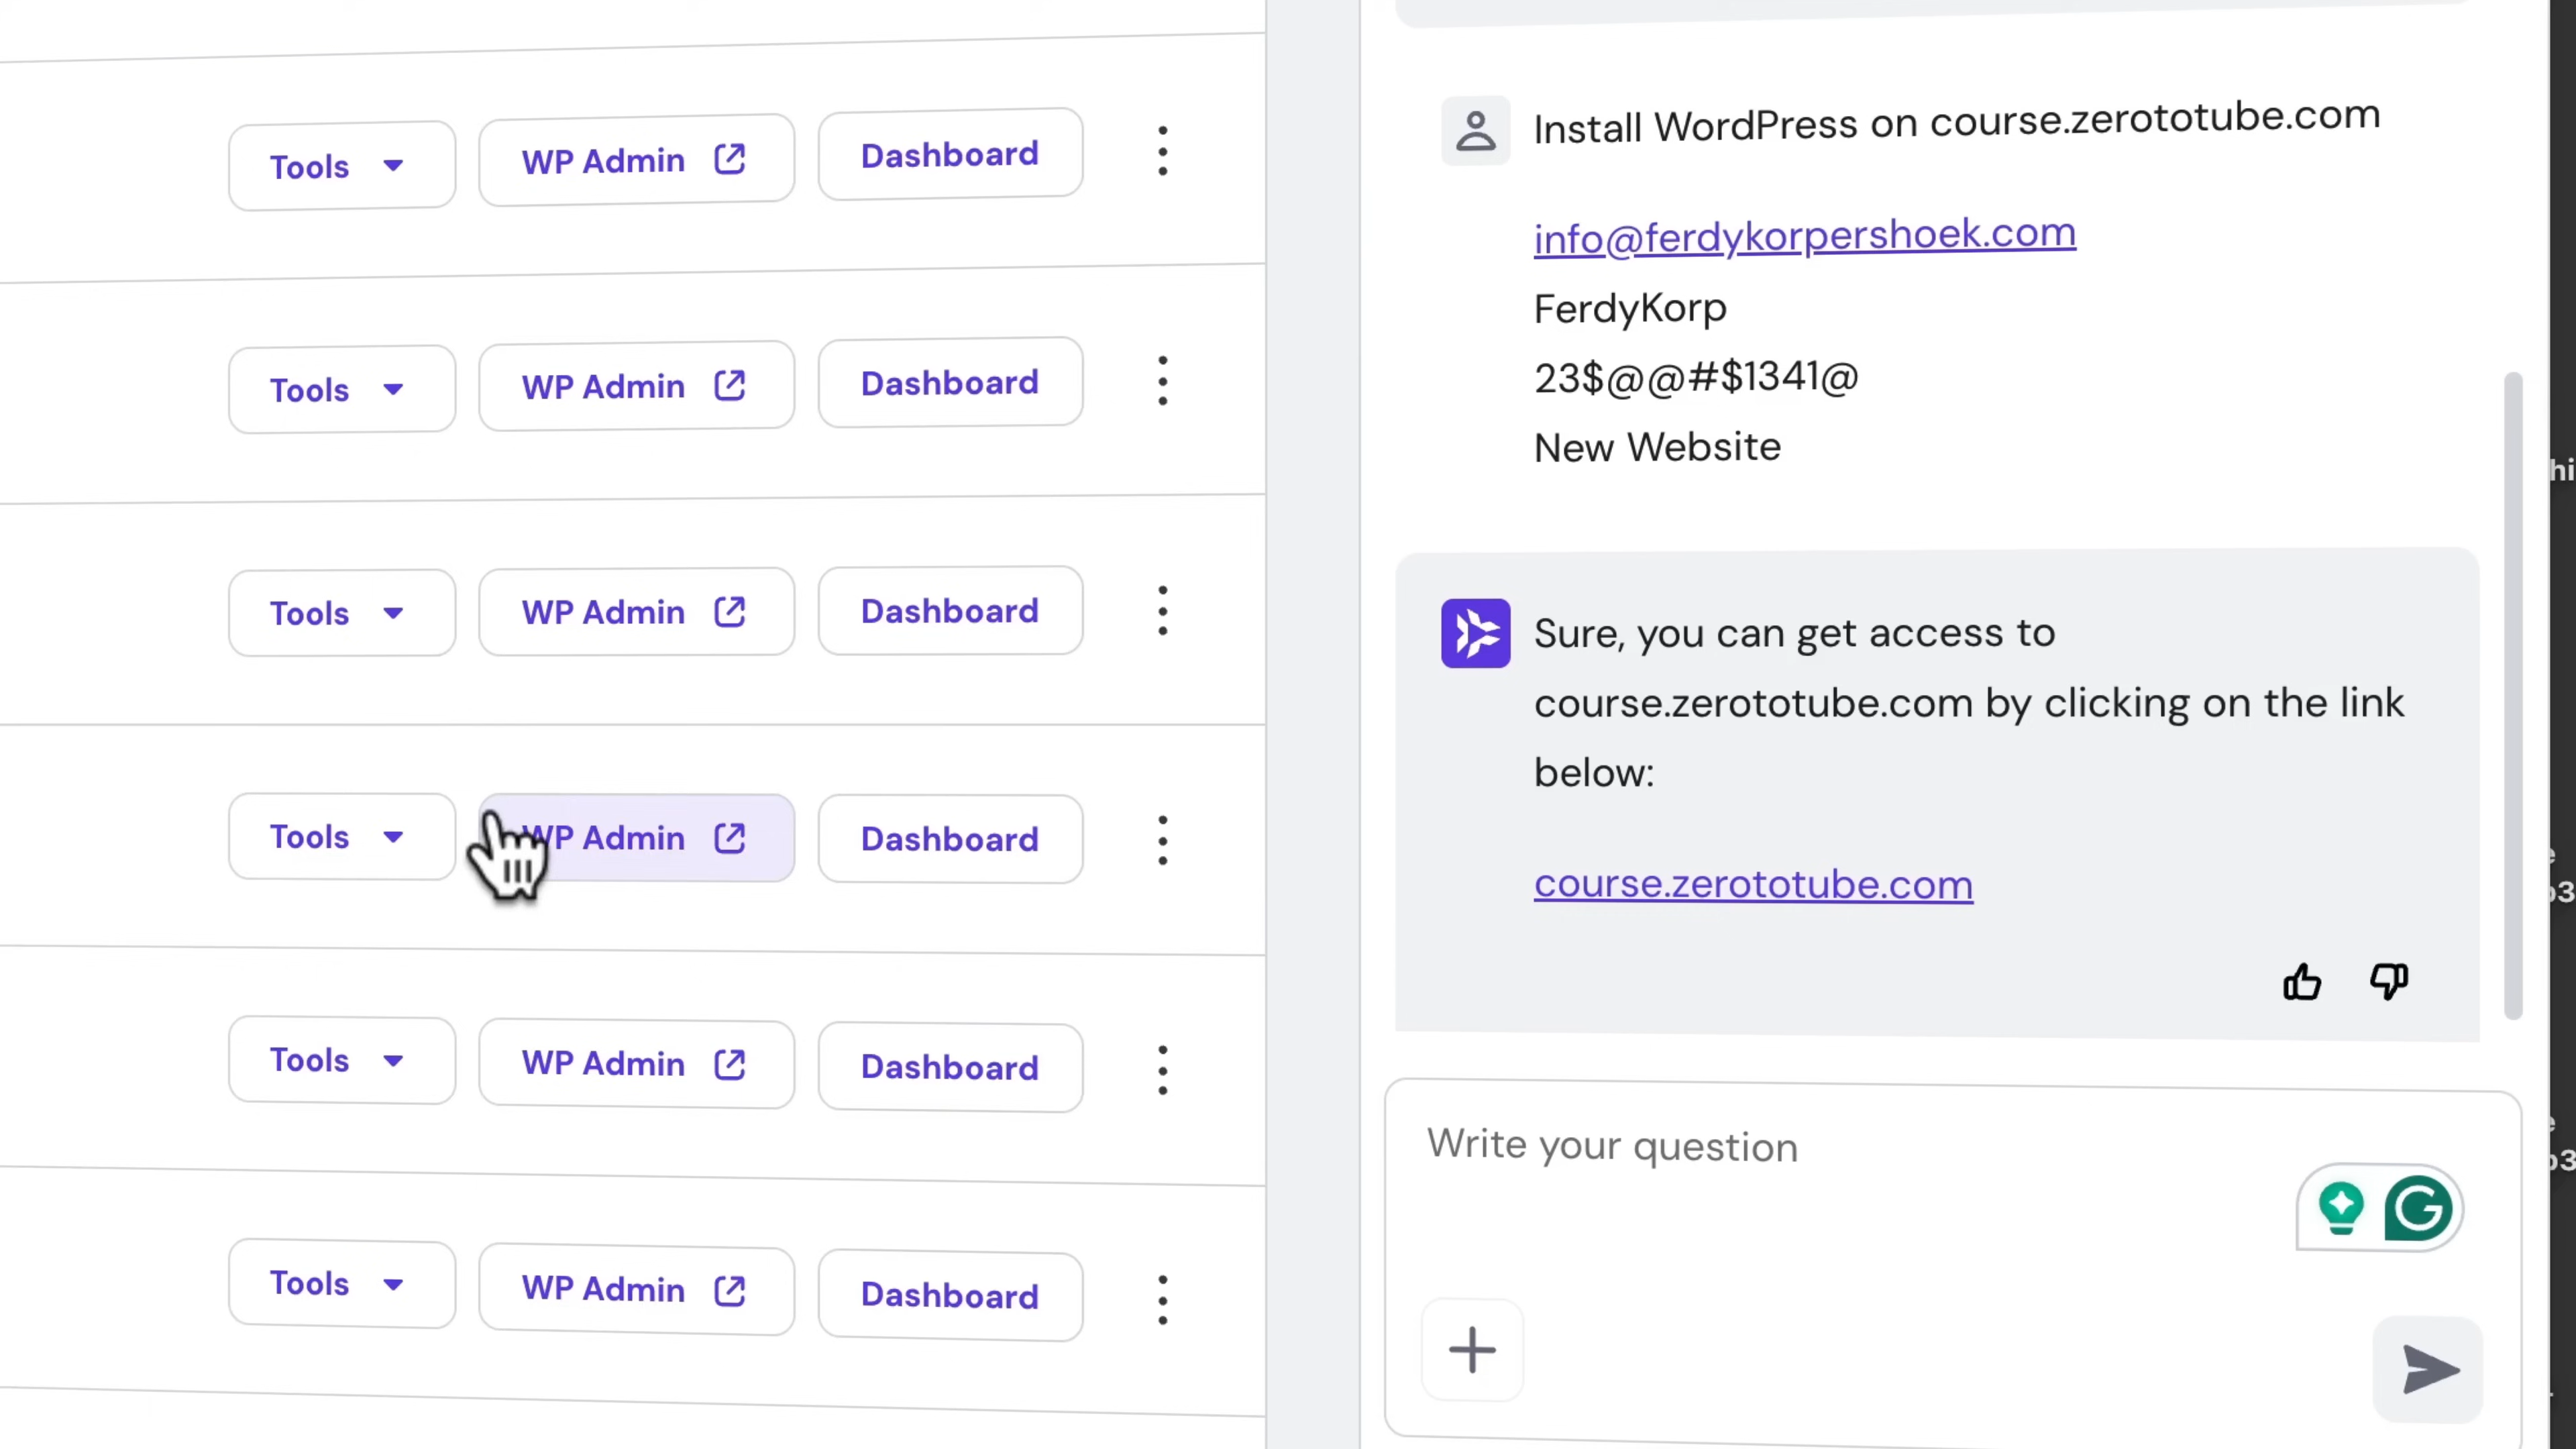 Tools WP Admin Dashboard
Tools WP Admin Dashboard
Tools WP Admin Dashboard
Tools WP Admin Dashboard
Tools WP Admin Dashboard
Tools WP Admin Dashboard
Install WordPress on course.zerototube.com
info@ferdykorpershoek.com
FerdyKorp
23$@@#$1341@
New Website
Sure, you can get access to
course.zerototube.com by clicking on the link
below:
course.zerototube.com
Write your question